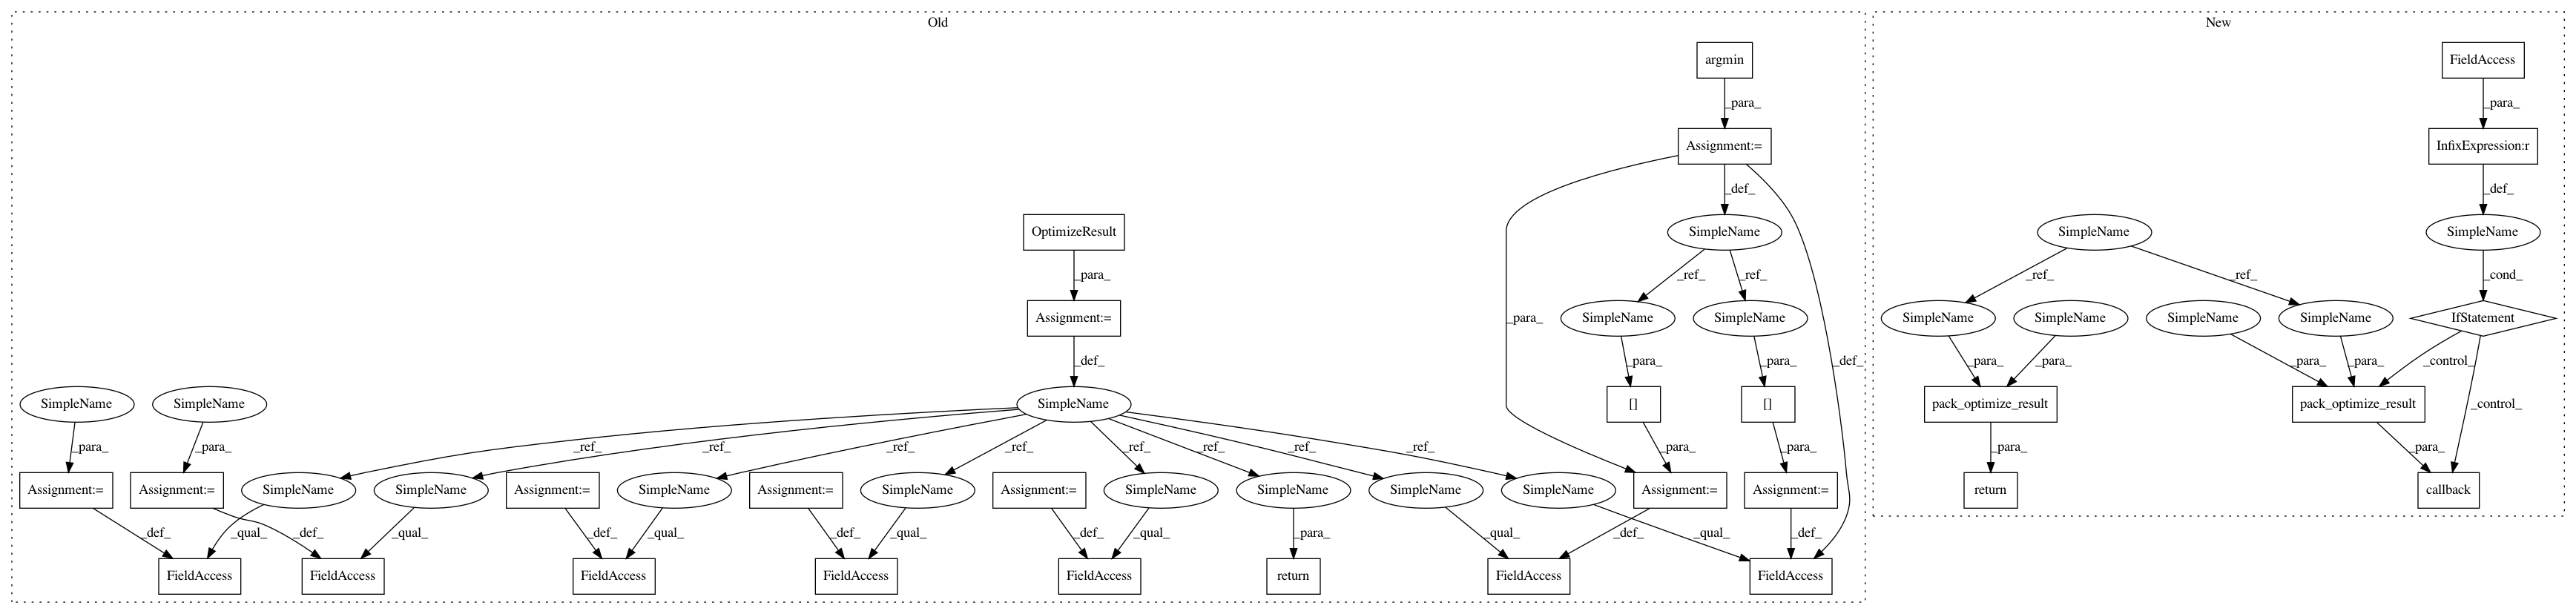 Old
New
argmin
FieldAccess
_para_
_para_
Assignment:=
InfixExpression:r
_def_
_def_
OptimizeResult
SimpleName
SimpleName
SimpleName
_para_
_ref_
_ref_
_ref_
_ref_
_cond_
Assignment:=
SimpleName
SimpleName
SimpleName
SimpleName
SimpleName
SimpleName
IfStatement
_para_
_def_
_para_
_para_
_def_
_para_
_para_
_para_
_para_
_control_
SimpleName
SimpleName
SimpleName
[]
[]
pack_optimize_result
pack_optimize_result
_control_
_para_
_para_
_ref_
_ref_
_ref_
_ref_
_ref_
_ref_
_ref_
_ref_
_para_
_para_
_para_
_para_
Assignment:=
Assignment:=
SimpleName
SimpleName
Assignment:=
SimpleName
Assignment:=
SimpleName
Assignment:=
SimpleName
SimpleName
SimpleName
SimpleName
Assignment:=
Assignment:=
return
callback
_def_
_qual_
_def_
_qual_
_def_
_qual_
_def_
_qual_
_def_
_qual_
_para_
_qual_
_def_
_qual_
_def_
FieldAccess
FieldAccess
FieldAccess
FieldAccess
FieldAccess
return
FieldAccess
FieldAccess